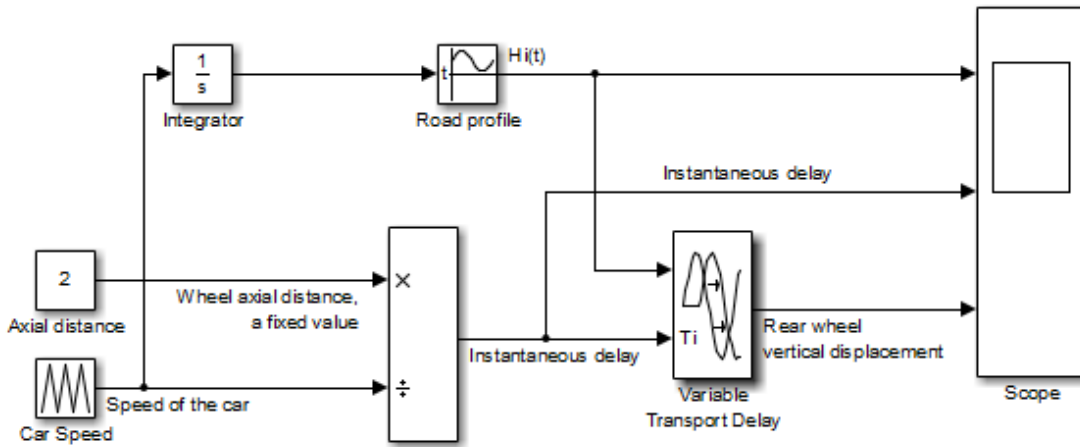 1
s
Integrator
t
Hi(t)
Road profile
Instantaneous delay
2
Axial distance
Wheel axial distance,
a fixed value
×
÷
Speed of the car
Car Speed
Instantaneous delay
Ti
Variable
Transport Delay
Rear wheel
vertical displacement
Scope